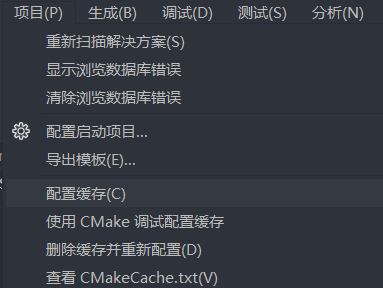 项目(P) 生成(B) 调试(D) 测试(S) 分析(N)
重新扫描解决方案(S)
显示浏览数据库错误
清除浏览数据库错误
配置启动项目...
导出模板(E)...
配置缓存(C)
使用 CMake 调试配置缓存
删除缓存并重新配置(D)
查看 CMakeCache.txt(V)